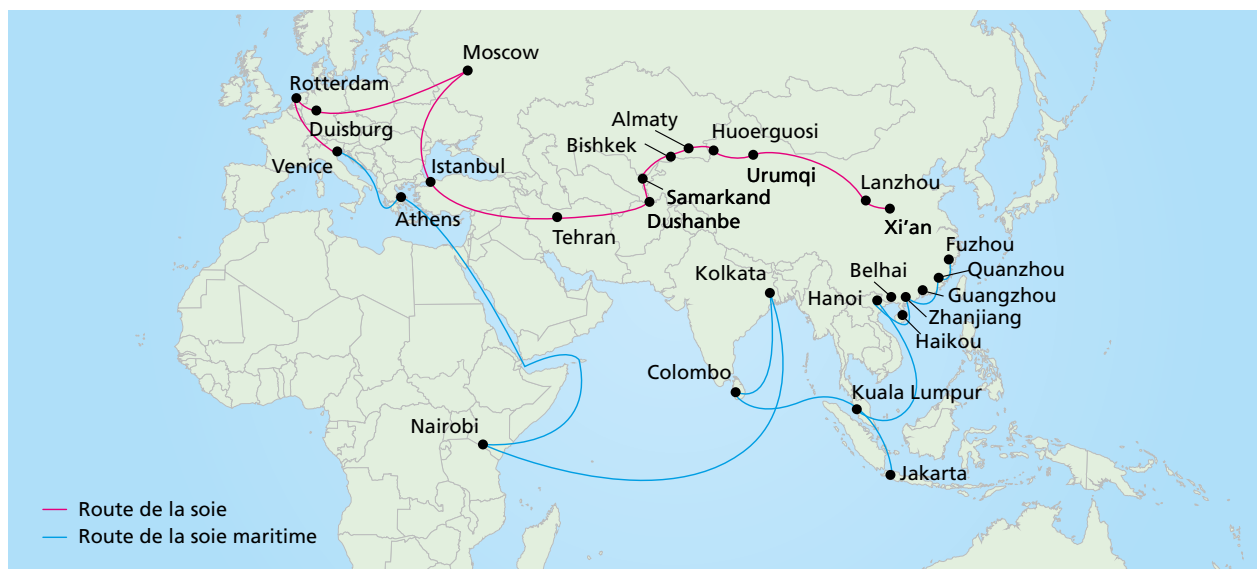 Moscow
Rotterdam
Duisburg
Venice
Istanbul
Athens
Tehran
Almaty
Bishkek
Huoerguosi
Urumqi
Samarkand
Dushanbe
Lanzhou
Xi’an
Fuzhou
Quanzhou
Belhai
Guangzhou
Hanoi
Zhanjiang
Haikou
Kolkata
Colombo
Kuala Lumpur
Nairobi
Jakarta
Route de la soie
Route de la soie maritime